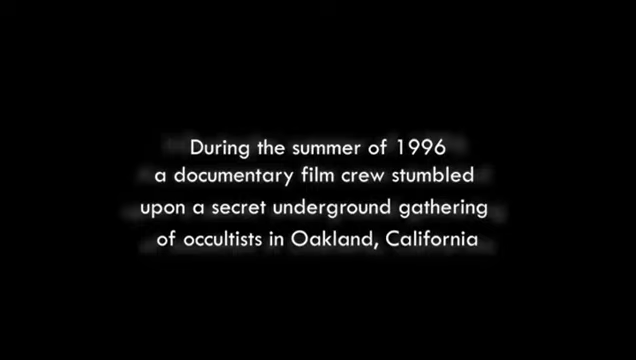 During the summer of 1996
a documentary film crew stumbled
upon a secret underground gathering
of occultists in Oakland, California